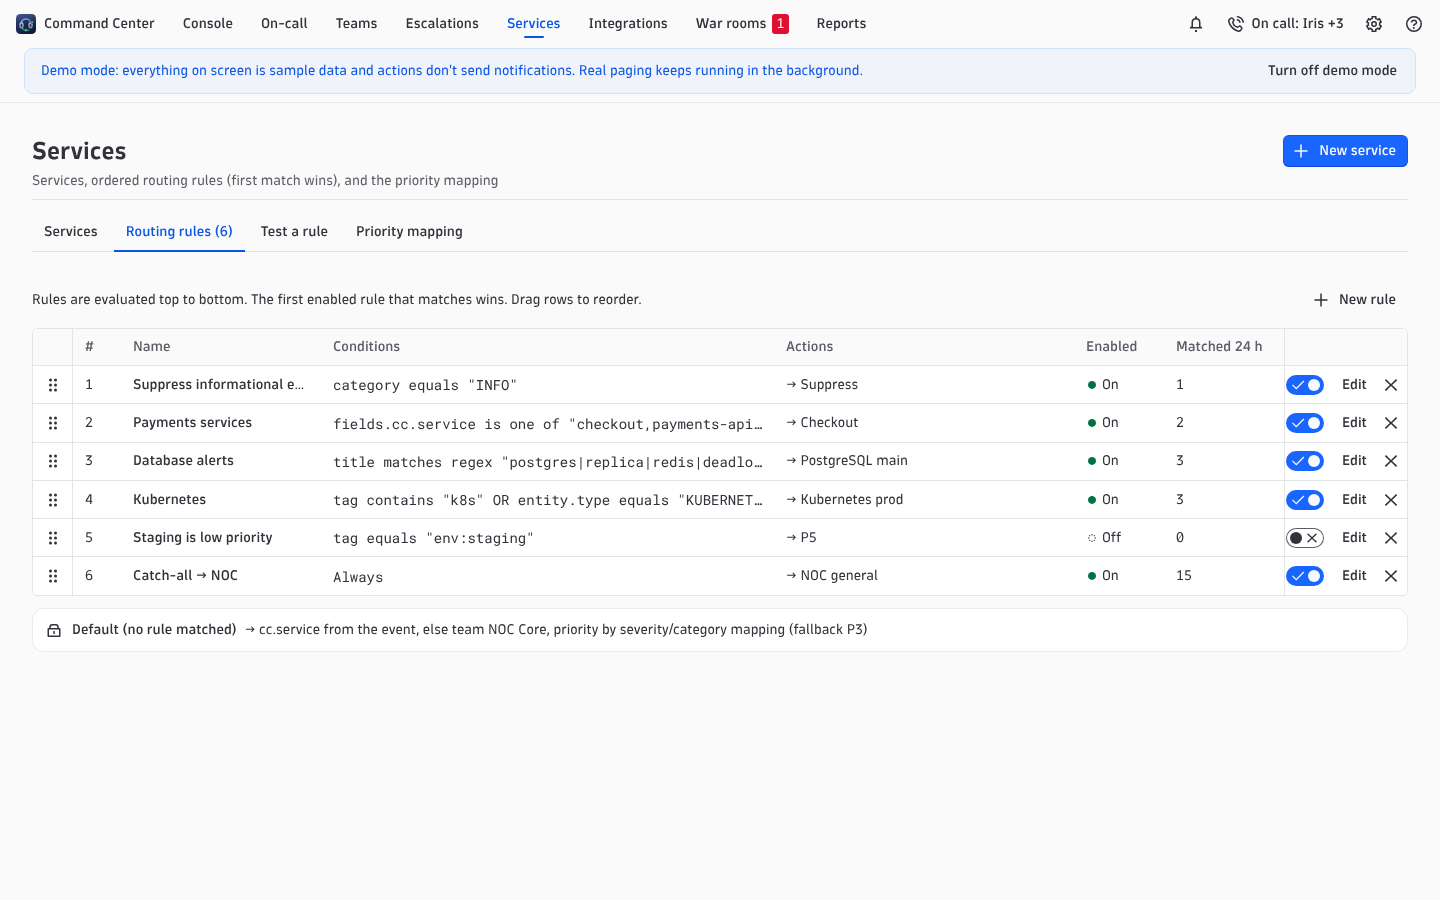 Command Center Console On-call Teams Escalations Services Integrations War rooms 1 Reports On call: Iris +3
Demo mode: everything on screen is sample data and actions don't send notifications. Real paging keeps running in the background. Turn off demo mode
Services
New service
Services, ordered routing rules (first match wins), and the priority mapping
Services Routing rules (6) Test a rule Priority mapping
Rules are evaluated top to bottom. The first enabled rule that matches wins. Drag rows to reorder. New rule
# Name Conditions Actions Enabled Matched 24 h
1 Suppress informational e... category equals "INFO" → Suppress On 1 Edit
2 Payments services fields.cc.service is one of "checkout,payments-api… → Checkout On 2 Edit
3 Database alerts title matches regex "postgres|replica|redis|deadlo… → PostgreSQL main On 3 Edit
4 Kubernetes tag contains "k8s" OR entity.type equals "KUBERNET… → Kubernetes prod On 3 Edit
5 Staging is low priority tag equals "env:staging" → P5 Off 0 Edit
6 Catch-all → NOC Always → NOC general On 15 Edit
Default (no rule matched) → cc.service from the event, else team NOC Core, priority by severity/category mapping (fallback P3)